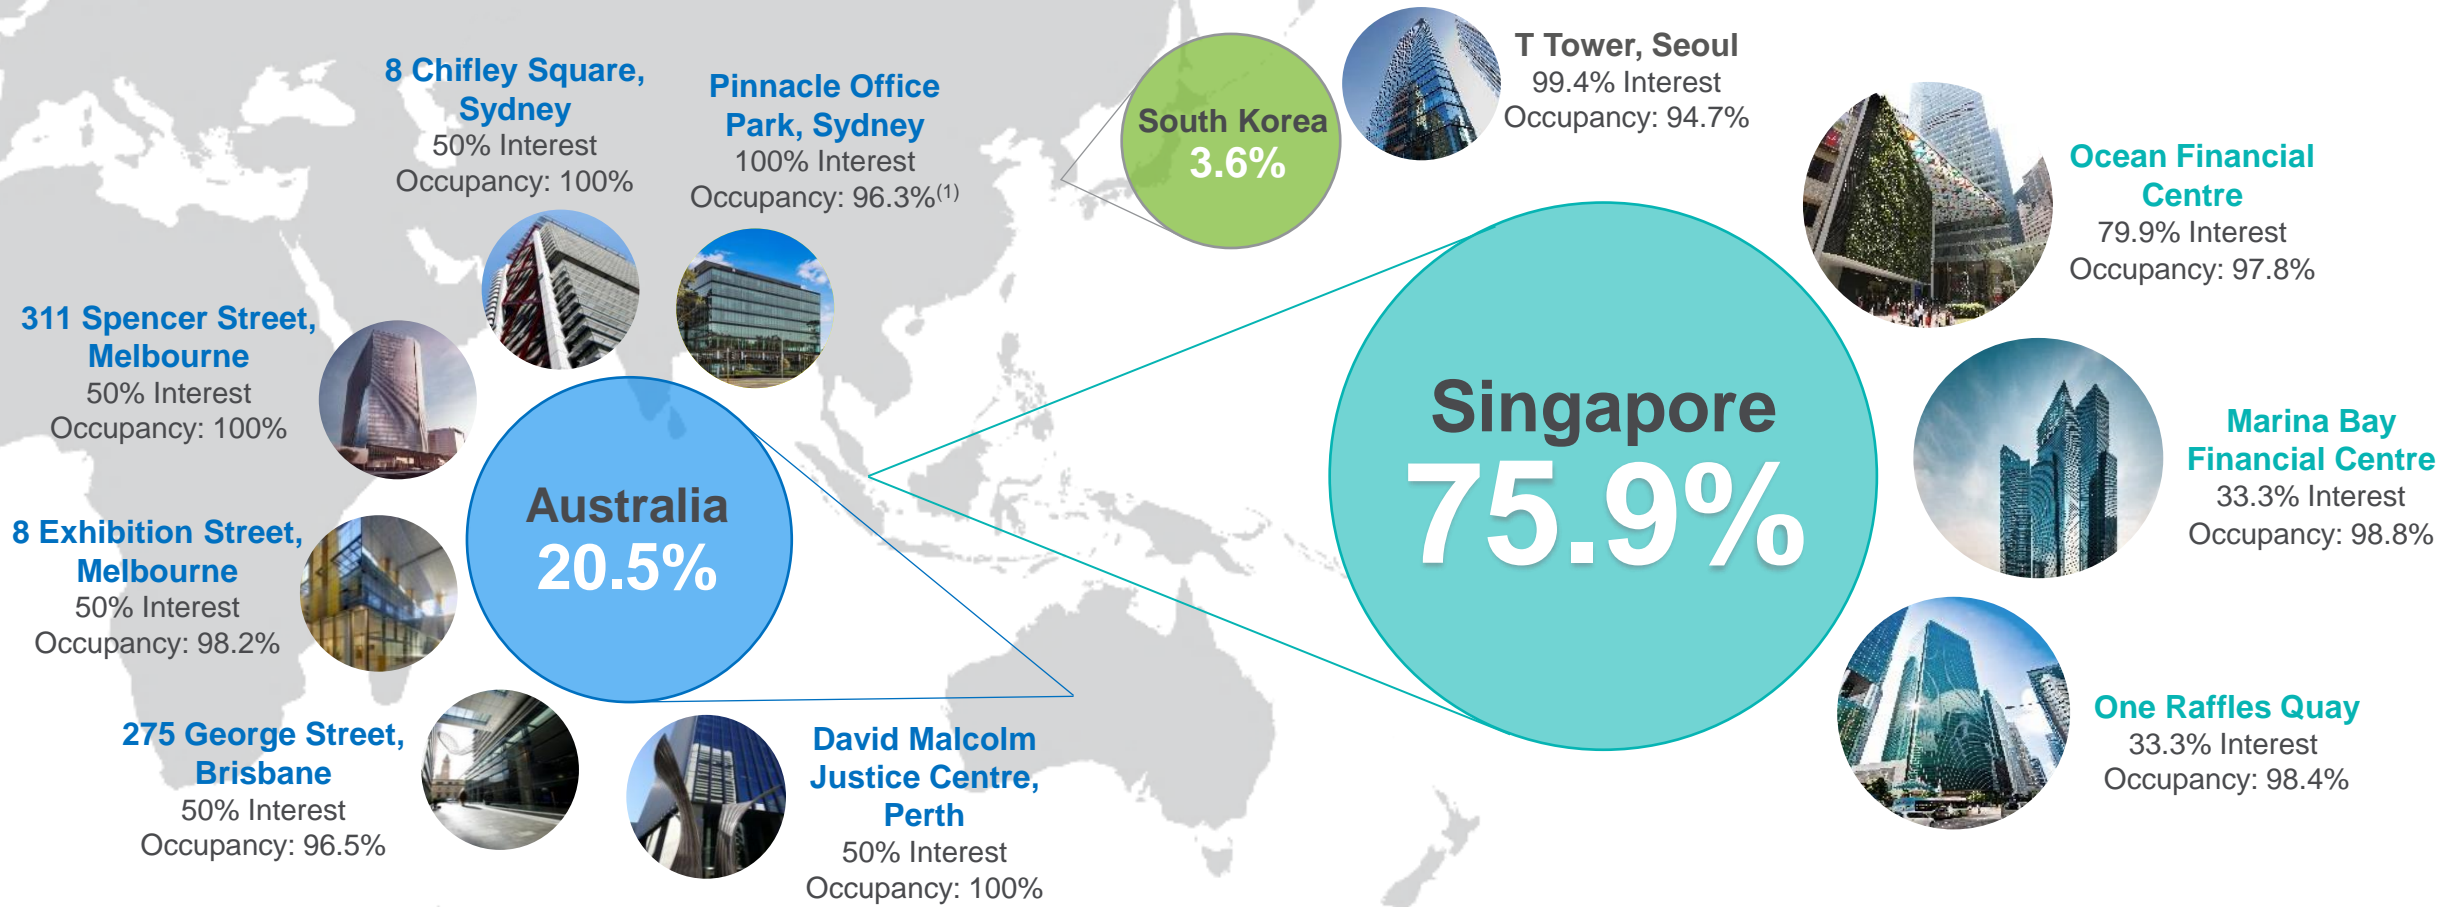 8 Chifley Square,
Sydney
50% Interest
Occupancy: 100%
Pinnacle Office
Park, Sydney
100% Interest
Occupancy: 96.3%(1)
South Korea
3.6%
T Tower, Seoul
99.4% Interest
Occupancy: 94.7%
Ocean Financial
Centre
79.9% Interest
Occupancy: 97.8%
311 Spencer Street,
Melbourne
50% Interest
Occupancy: 100%
Singapore
75.9%
Marina Bay
Financial Centre
33.3% Interest
Occupancy: 98.8%
Australia
20.5%
8 Exhibition Street,
Melbourne
50% Interest
Occupancy: 98.2%
One Raffles Quay
33.3% Interest
Occupancy: 98.4%
275 George Street,
Brisbane
50% Interest
Occupancy: 96.5%
David Malcolm
Justice Centre,
Perth
50% Interest
Occupancy: 100%